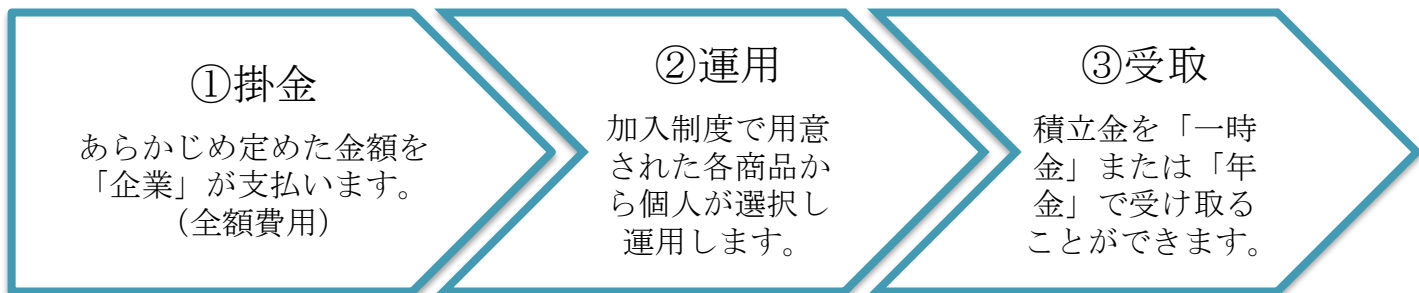 ①掛金
あらかじめ定めた金額を
「企業」が支払います。
（全額費用）
②運用
加入制度で用意
された各商品か
ら個人が選択し
運用します。
③受取
積立金を「一時
金」または「年
金」で受け取る
ことができます。